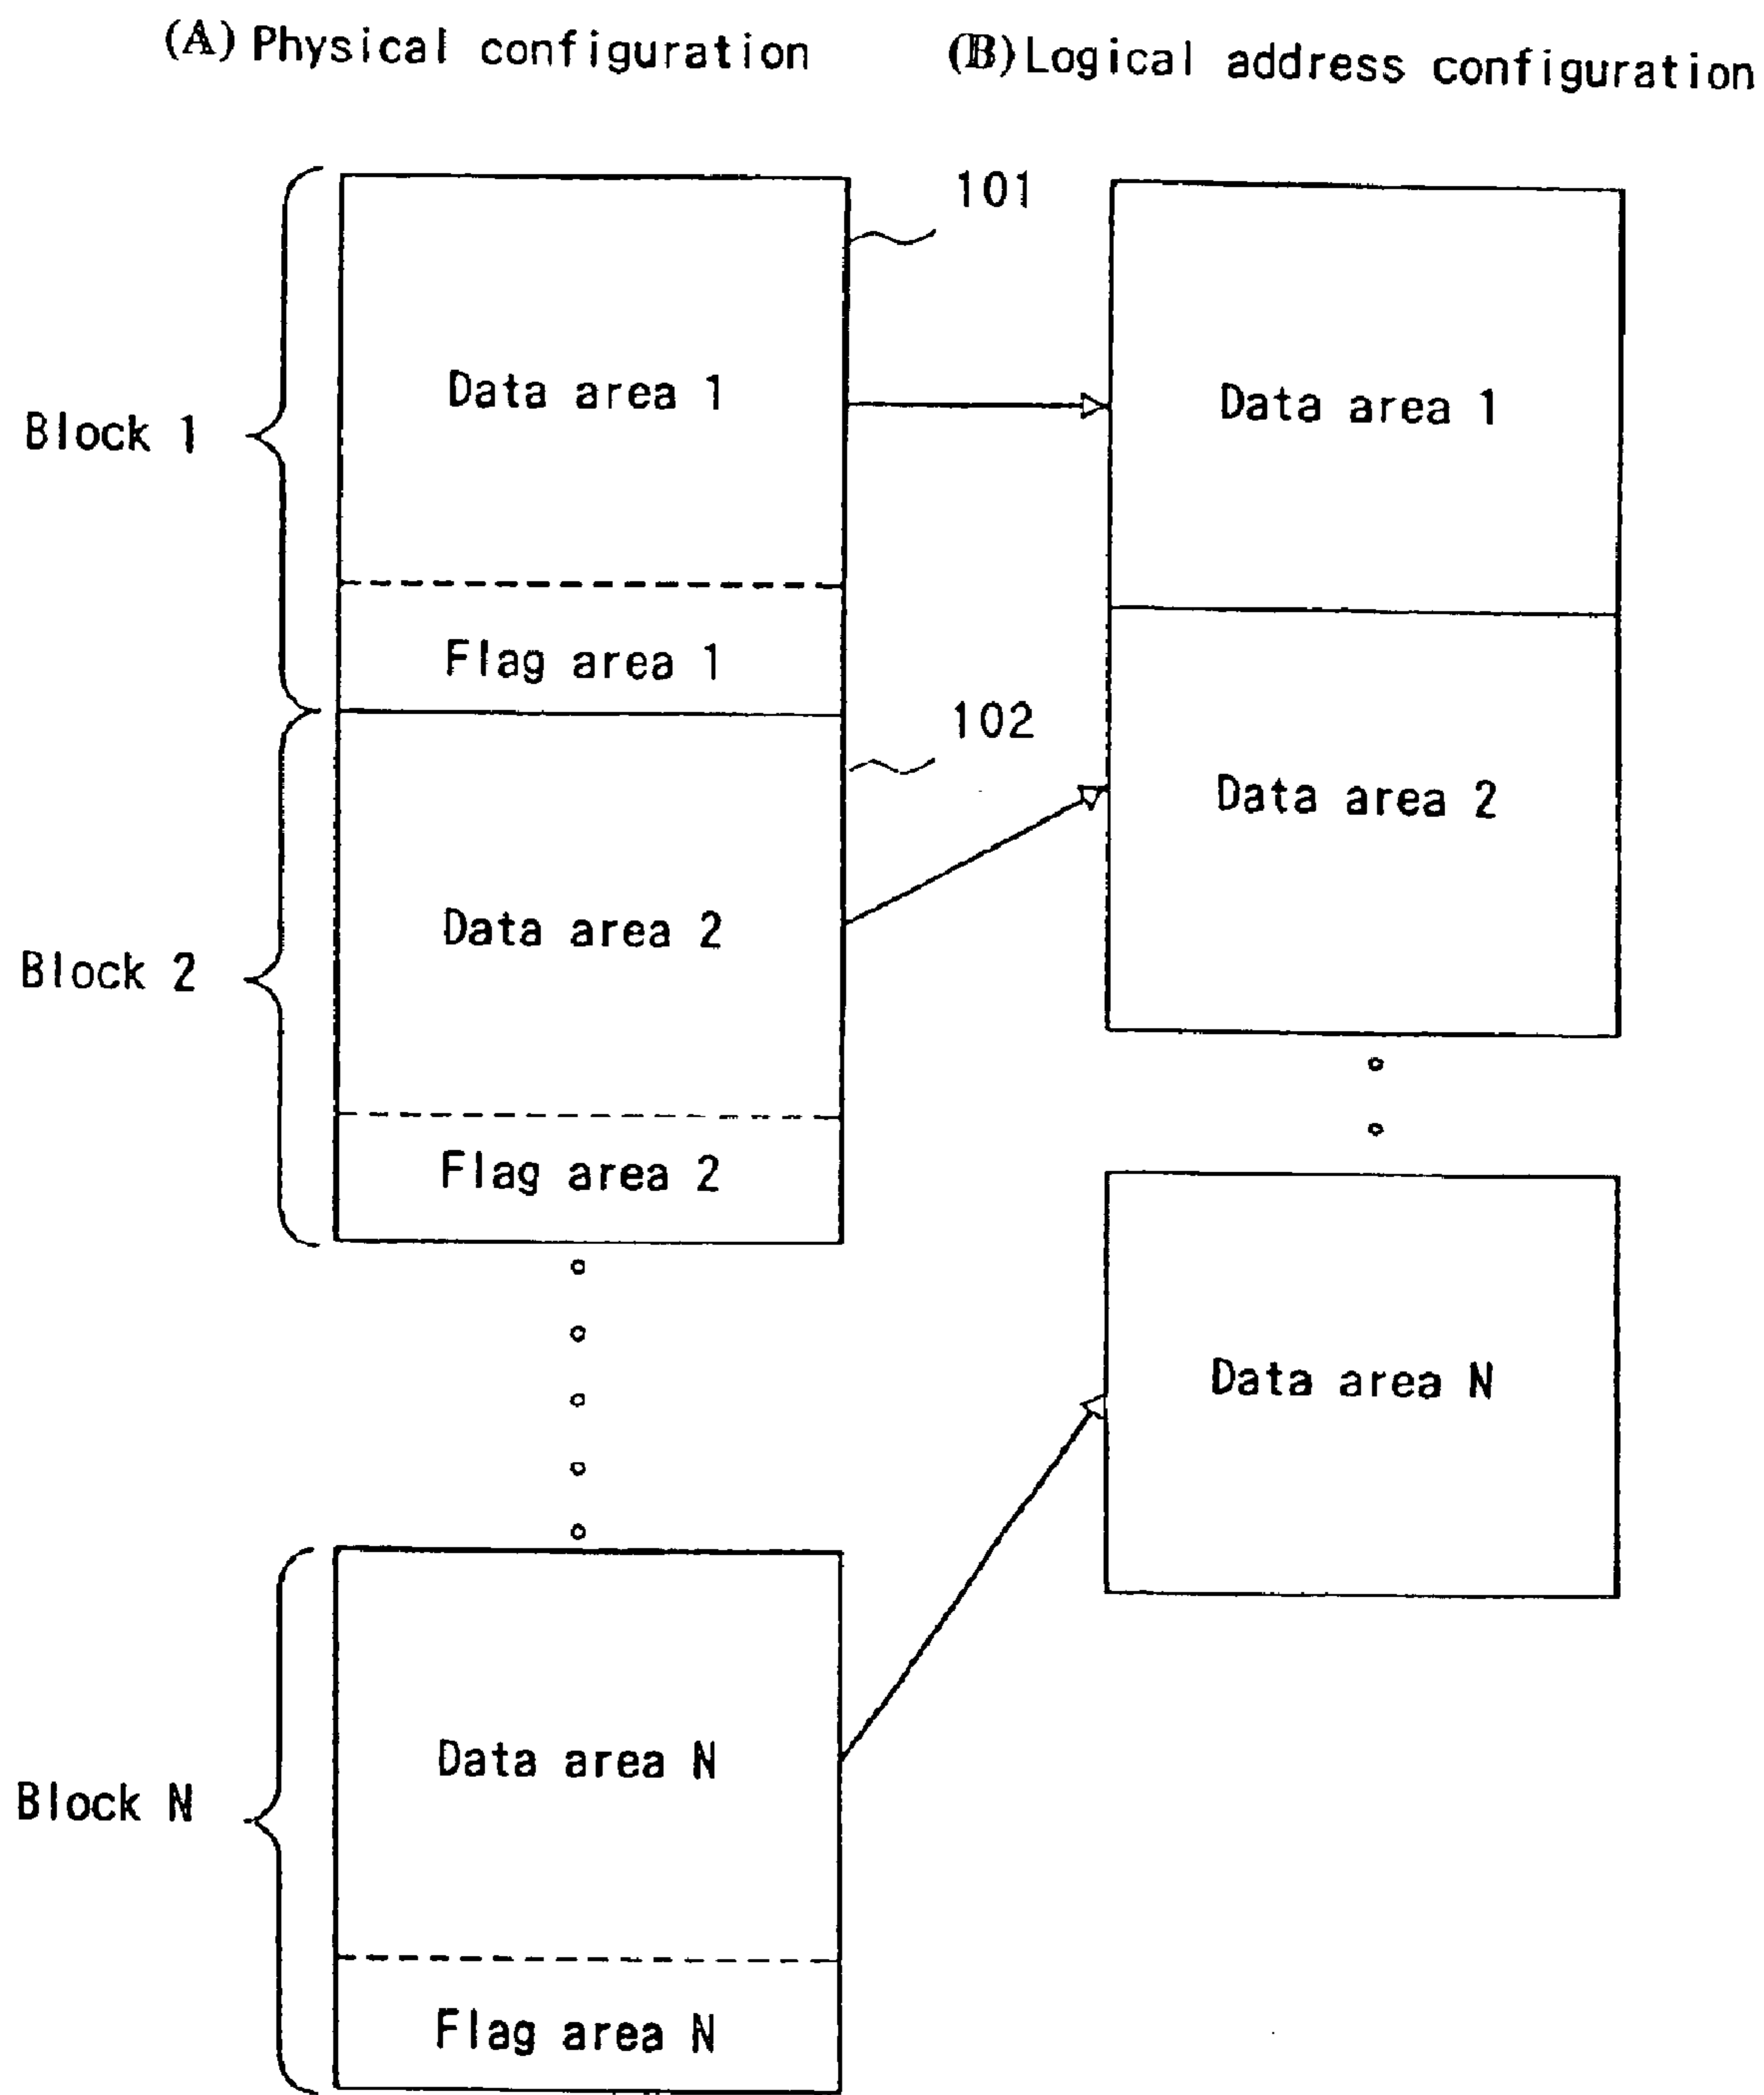 (A) Physical configuration
(B) Logical address configuration
101
Data area 1
Data area 1
Block 1
Flag area 1
102
Data area 2
Data area 2
Block 2
Flag area 2
Data area N
Data area N
Block N
Flag area N